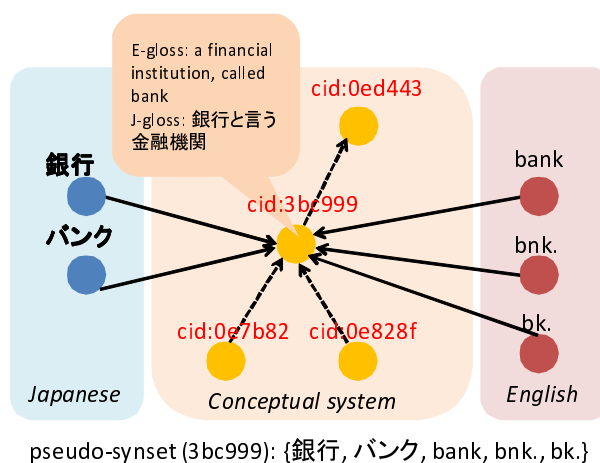 E-gloss: a financial
institution, called
bank
J-gloss: 銀行と言う
金融機関
cid:0ed443
銀行
bank
cid:3bc999
バンク
bnk.
bk.
cid:0e7b82
cid:0e828f
Japanese
Conceptual system
English
pseudo-synset (3bc999): {銀行, バンク, bank, bnk., bk.}